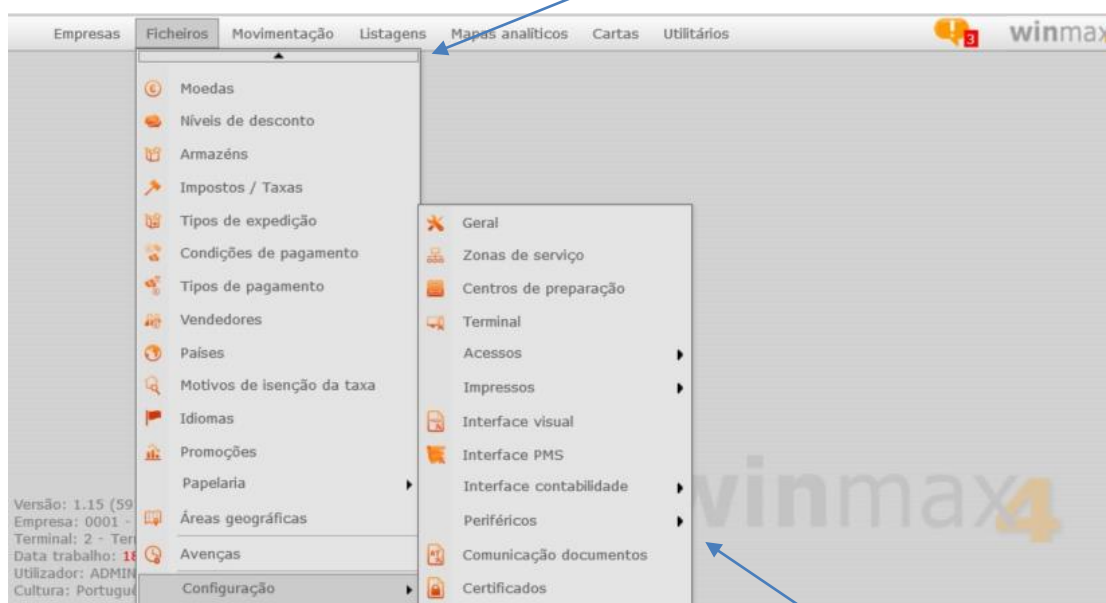 Empresas Ficheiros Movimentação Listagens Mapas analíticos Cartas Utilitários 3 winmax
Moedas
Níveis de desconto
Armazéns
Impostos / Taxas
Tipos de expedição
Condições de pagamento
Tipos de pagamento
Vendedores
Países
Motivos de isenção da taxa
Idiomas
Promoções
Papelaria
Áreas geográficas
Avenças
Configuração
Geral
Zonas de serviço
Centros de preparação
Terminal
Acessos
Impressos
Interface visual
Interface PMS
Interface contabilidade
Periféricos
Comunicação documentos
Certificados
winmax4
Versão: 1.15 (59
Empresa: 0001 -
Terminal: 2 - Ter
Data trabalho: 18
Utilizador: ADMIN
Cultura: Portugu